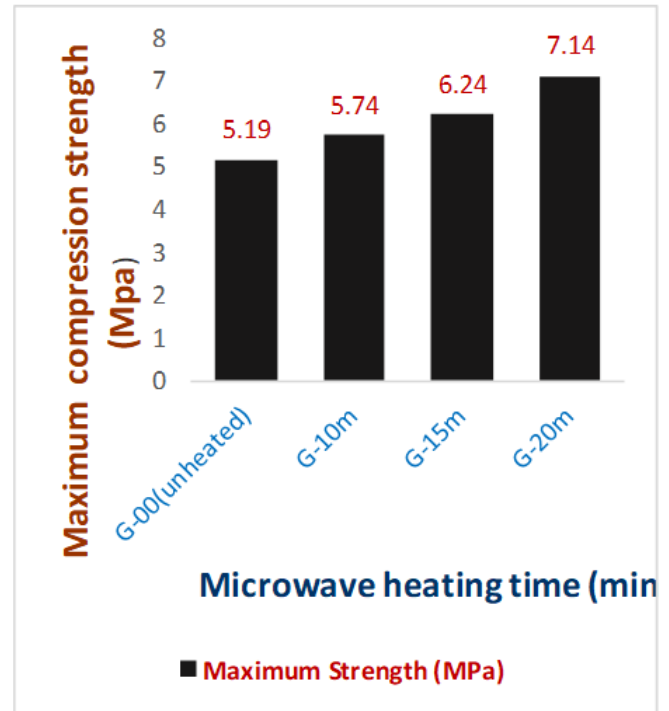 Maximum compression strength
(Mpa)
8
7
6
5
4
3
2
1
0
5.19
5.74
6.24
7.14
G-00(unheated)
G-10m
G-15m
G-20m
Microwave heating time (min
Maximum Strength (MPa)